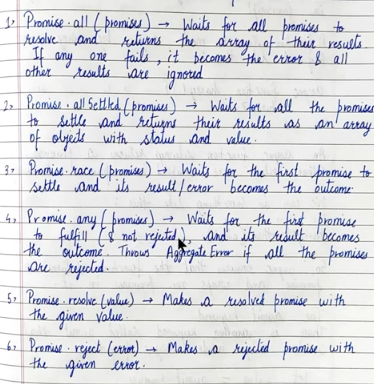 1> Promise.all (promises) → Waits for all promises to
resolve and returns the array of their results.
If any one fails, it becomes the error & all
other results are ignored
2> Promise.allSettled (promises) → Waits for all the promises
to settle and returns their results as an array
of objects with status and value.
3> Promise.race (promises) → Waits for the first promise to
settle and its result/error becomes the outcome.
4> Promise.any (promises) → Waits for the first promise
to fulfill (& not rejected), and its result becomes
the outcome. Throws Aggregate Error if all the promises
are rejected.
5> Promise.resolve (value) → Makes a resolved promise with
the given value.
6> Promise.reject (error) → Makes a rejected promise with
the given error.